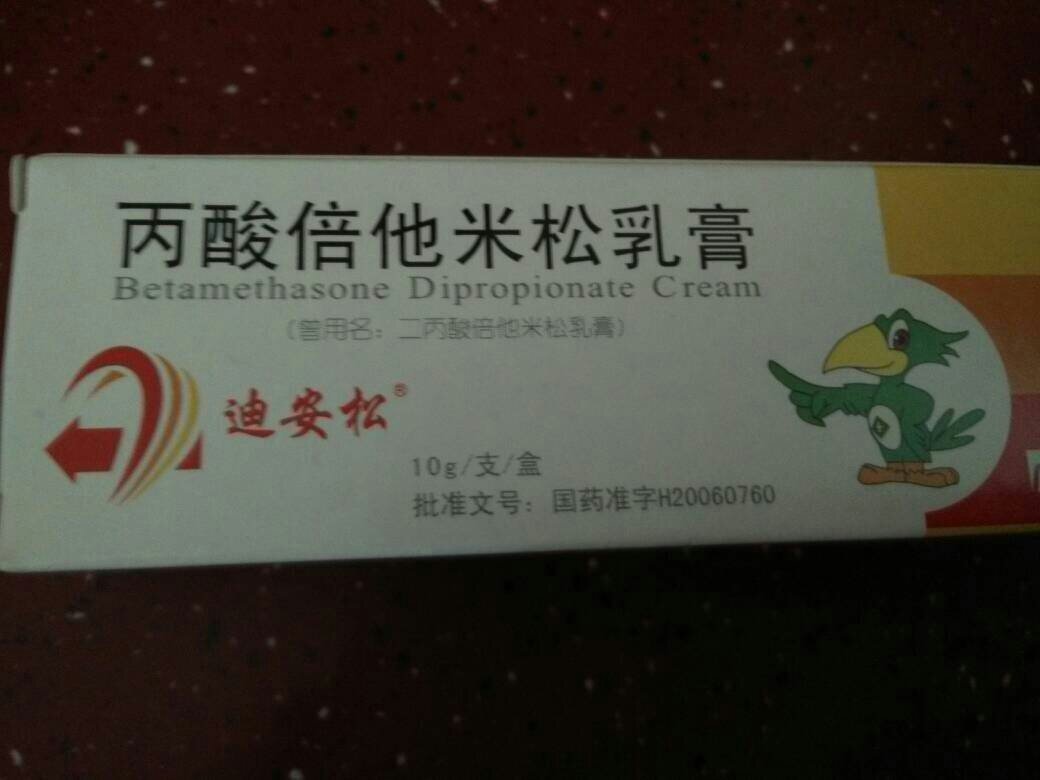 丙酸倍他米松乳膏
Betamethasone Dipropionate Cream
(曾用名：二丙酸倍他米松乳膏)
迪安松®
10g/支/盒
批准文号：国药准字H20060760